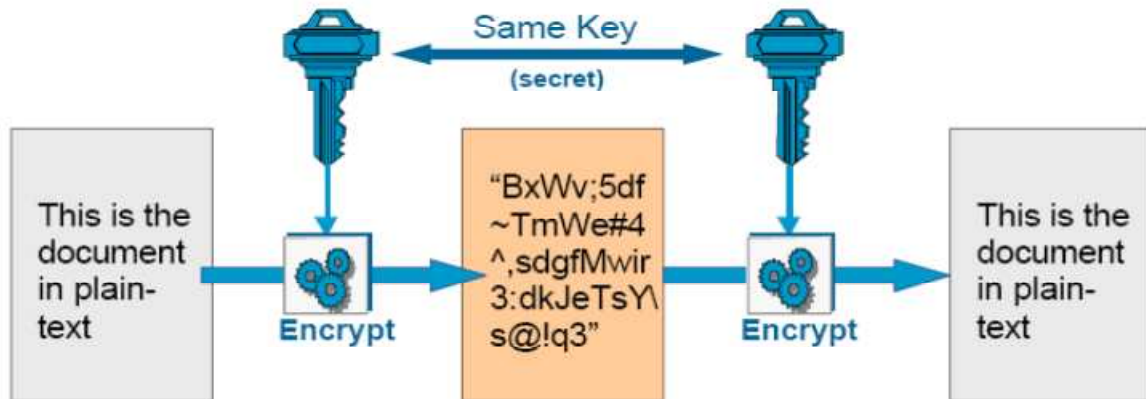 Same Key
(secret)
This is the
document
in plain-
text
Encrypt
“BxWv;5df
~TmWe#4
^,sdgfMwir
3:dkJeTsY\
s@!q3”
Encrypt
This is the
document
in plain-
text